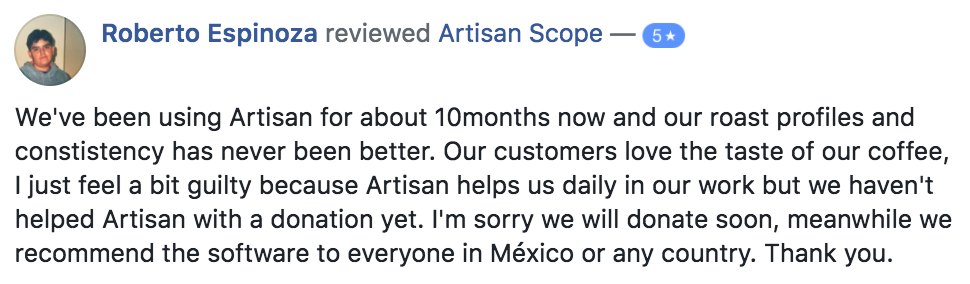 Roberto Espinoza reviewed Artisan Scope — 5★
We've been using Artisan for about 10months now and our roast profiles and
constistency has never been better. Our customers love the taste of our coffee,
I just feel a bit guilty because Artisan helps us daily in our work but we haven't
helped Artisan with a donation yet. I'm sorry we will donate soon, meanwhile we
recommend the software to everyone in México or any country. Thank you.